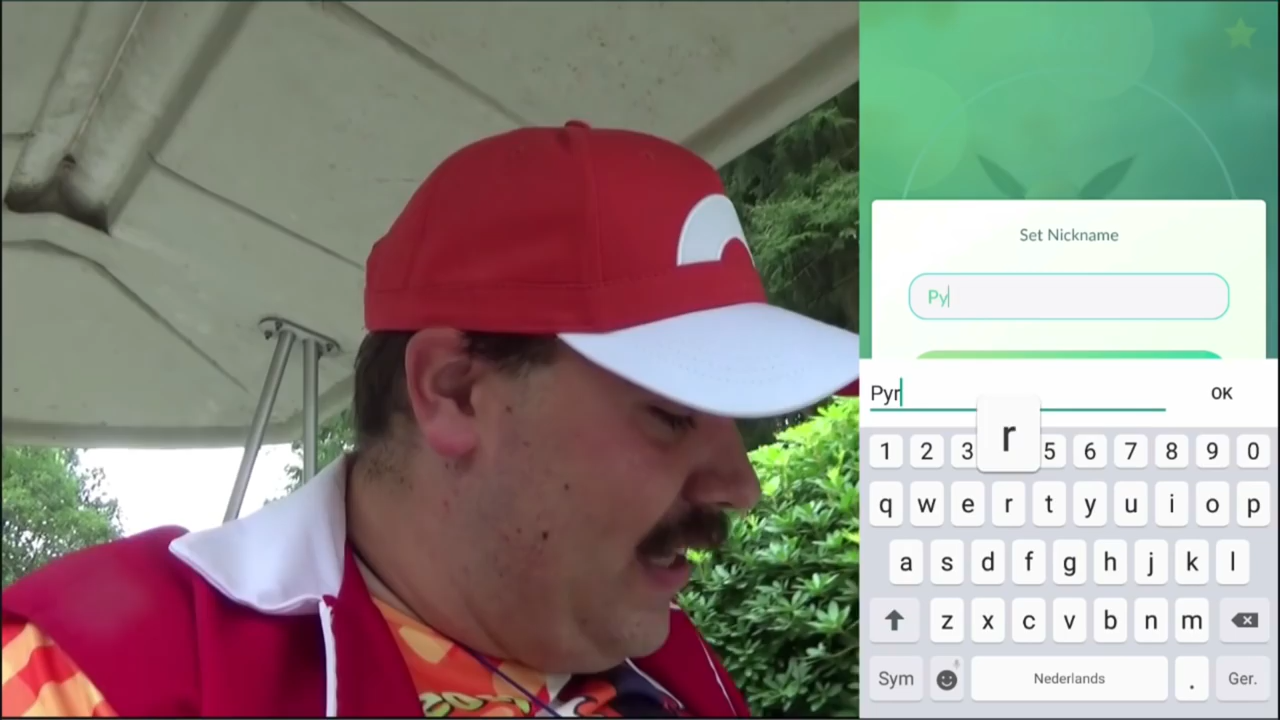 Set Nickname
Py
Pyr
OK
r
1 2 3 5 6 7 8 9 0
q w e r t y u i o p
a s d f g h j k l
z x c v b n m
Sym Nederlands . Ger.